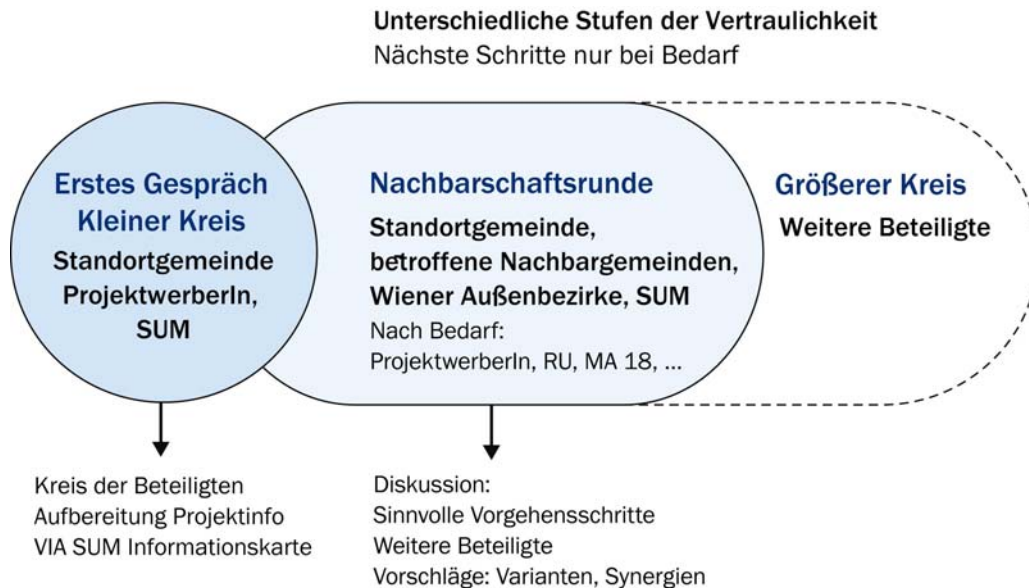 Unterschiedliche Stufen der Vertraulichkeit
Nächste Schritte nur bei Bedarf
Erstes Gespräch
Kleiner Kreis
Standortgemeinde
ProjektwerberIn,
SUM
Nachbarschaftsrunde
Standortgemeinde,
betroffene Nachbargemeinden,
Wiener Außenbezirke, SUM
Nach Bedarf:
ProjektwerberIn, RU, MA 18, ...
Größerer Kreis
Weitere Beteiligte
Kreis der Beteiligten
Aufbereitung Projektinfo
VIA SUM Informationskarte
Diskussion:
Sinnvolle Vorgehensschritte
Weitere Beteiligte
Vorschläge: Varianten, Synergien